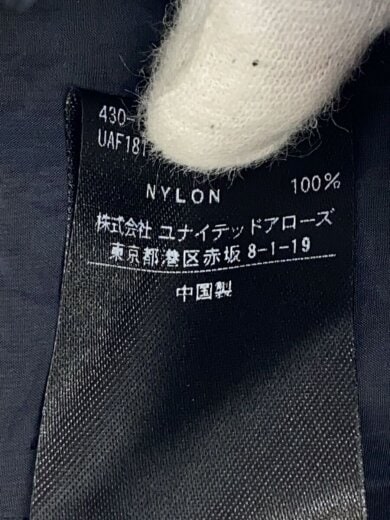 430-
UAF181
NYLON 100%
株式会社 ユナイテッドアローズ
東京都港区赤坂 8-1-19
中国製